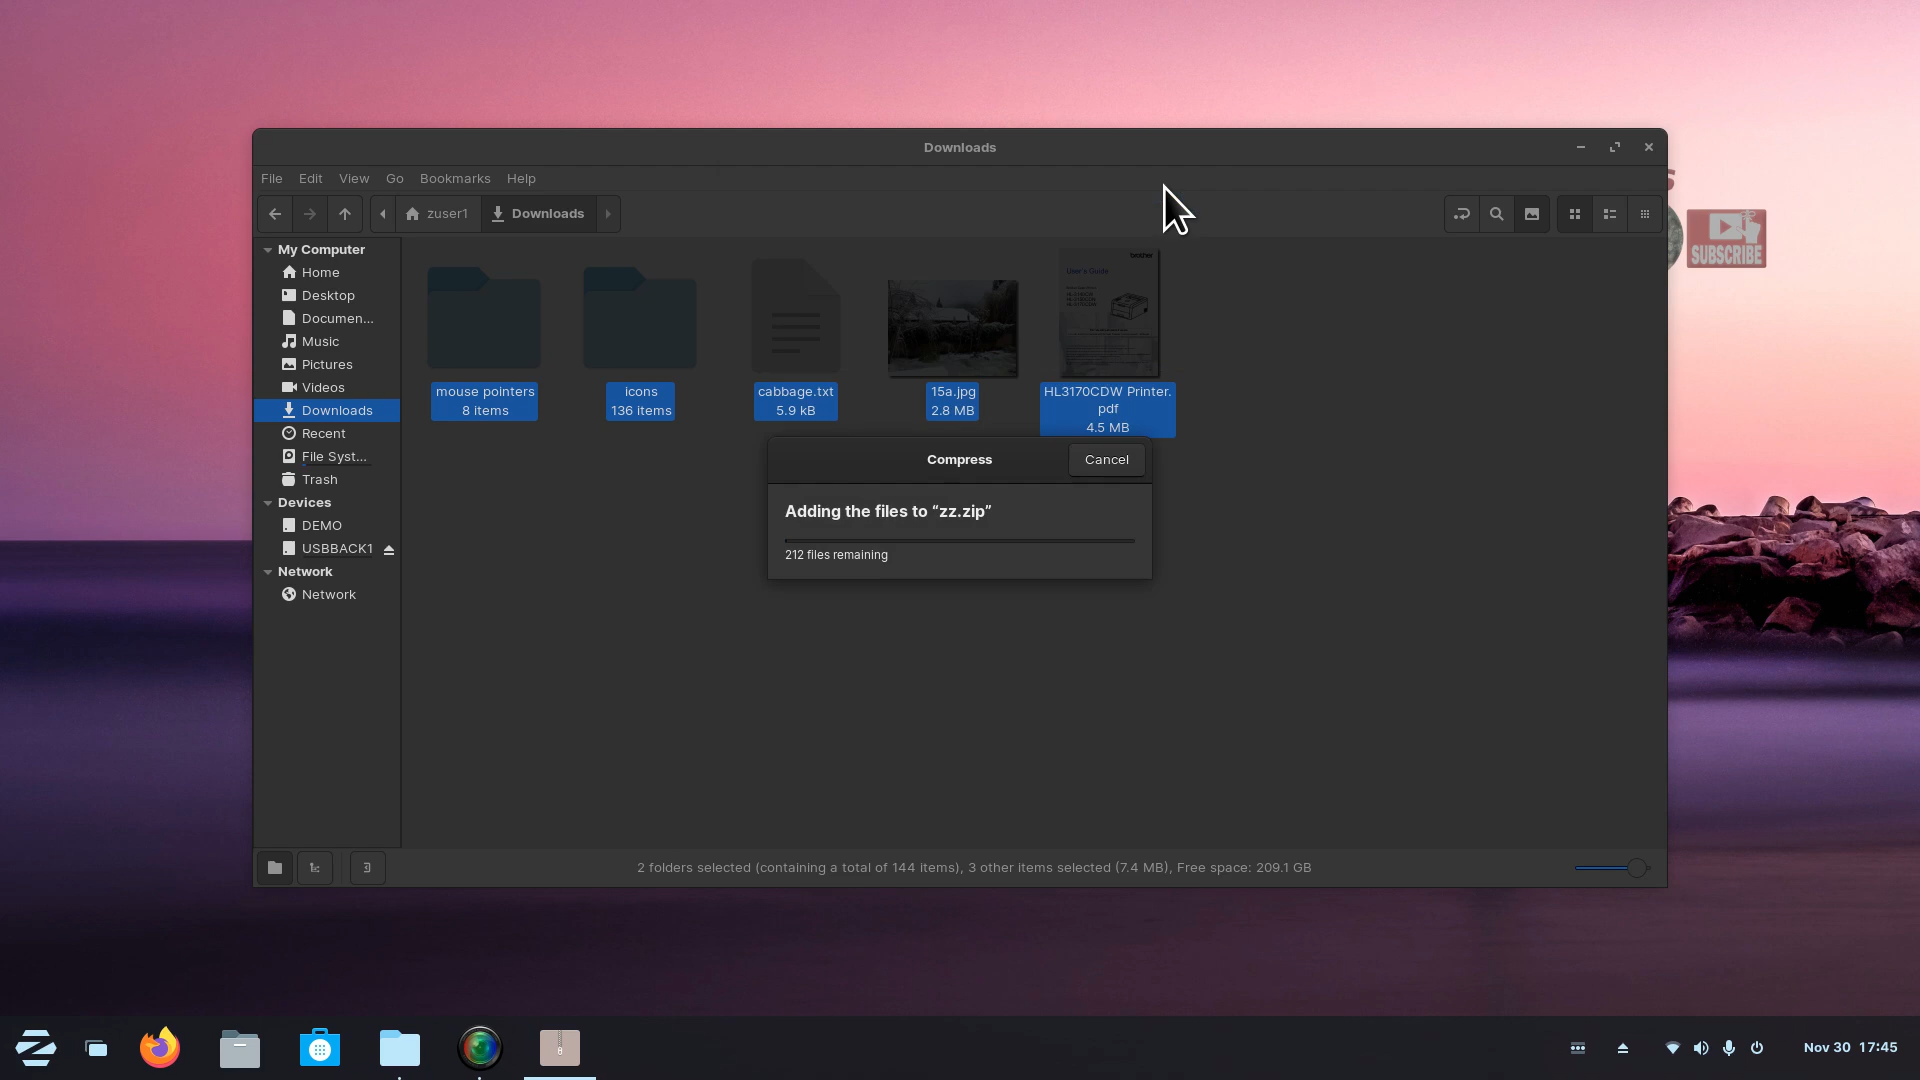 Downloads
File Edit View Go Bookmarks Help
zuser1 Downloads
SUBSCRIBE
My Computer
Home
Desktop
Documen...
Music
Pictures
Videos
Downloads
Recent
File Syst...
Trash
Devices
DEMO
USBBACK1
Network
Network
brother
User's Guide
mouse pointers
8 items
icons
136 items
cabbage.txt
5.9 kB
15a.jpg
2.8 MB
HL3170CDW Printer.
pdf
4.5 MB
Compress
Cancel
Adding the files to “zz.zip”
212 files remaining
2 folders selected (containing a total of 144 items), 3 other items selected (7.4 MB), Free space: 209.1 GB
Nov 30 17:45